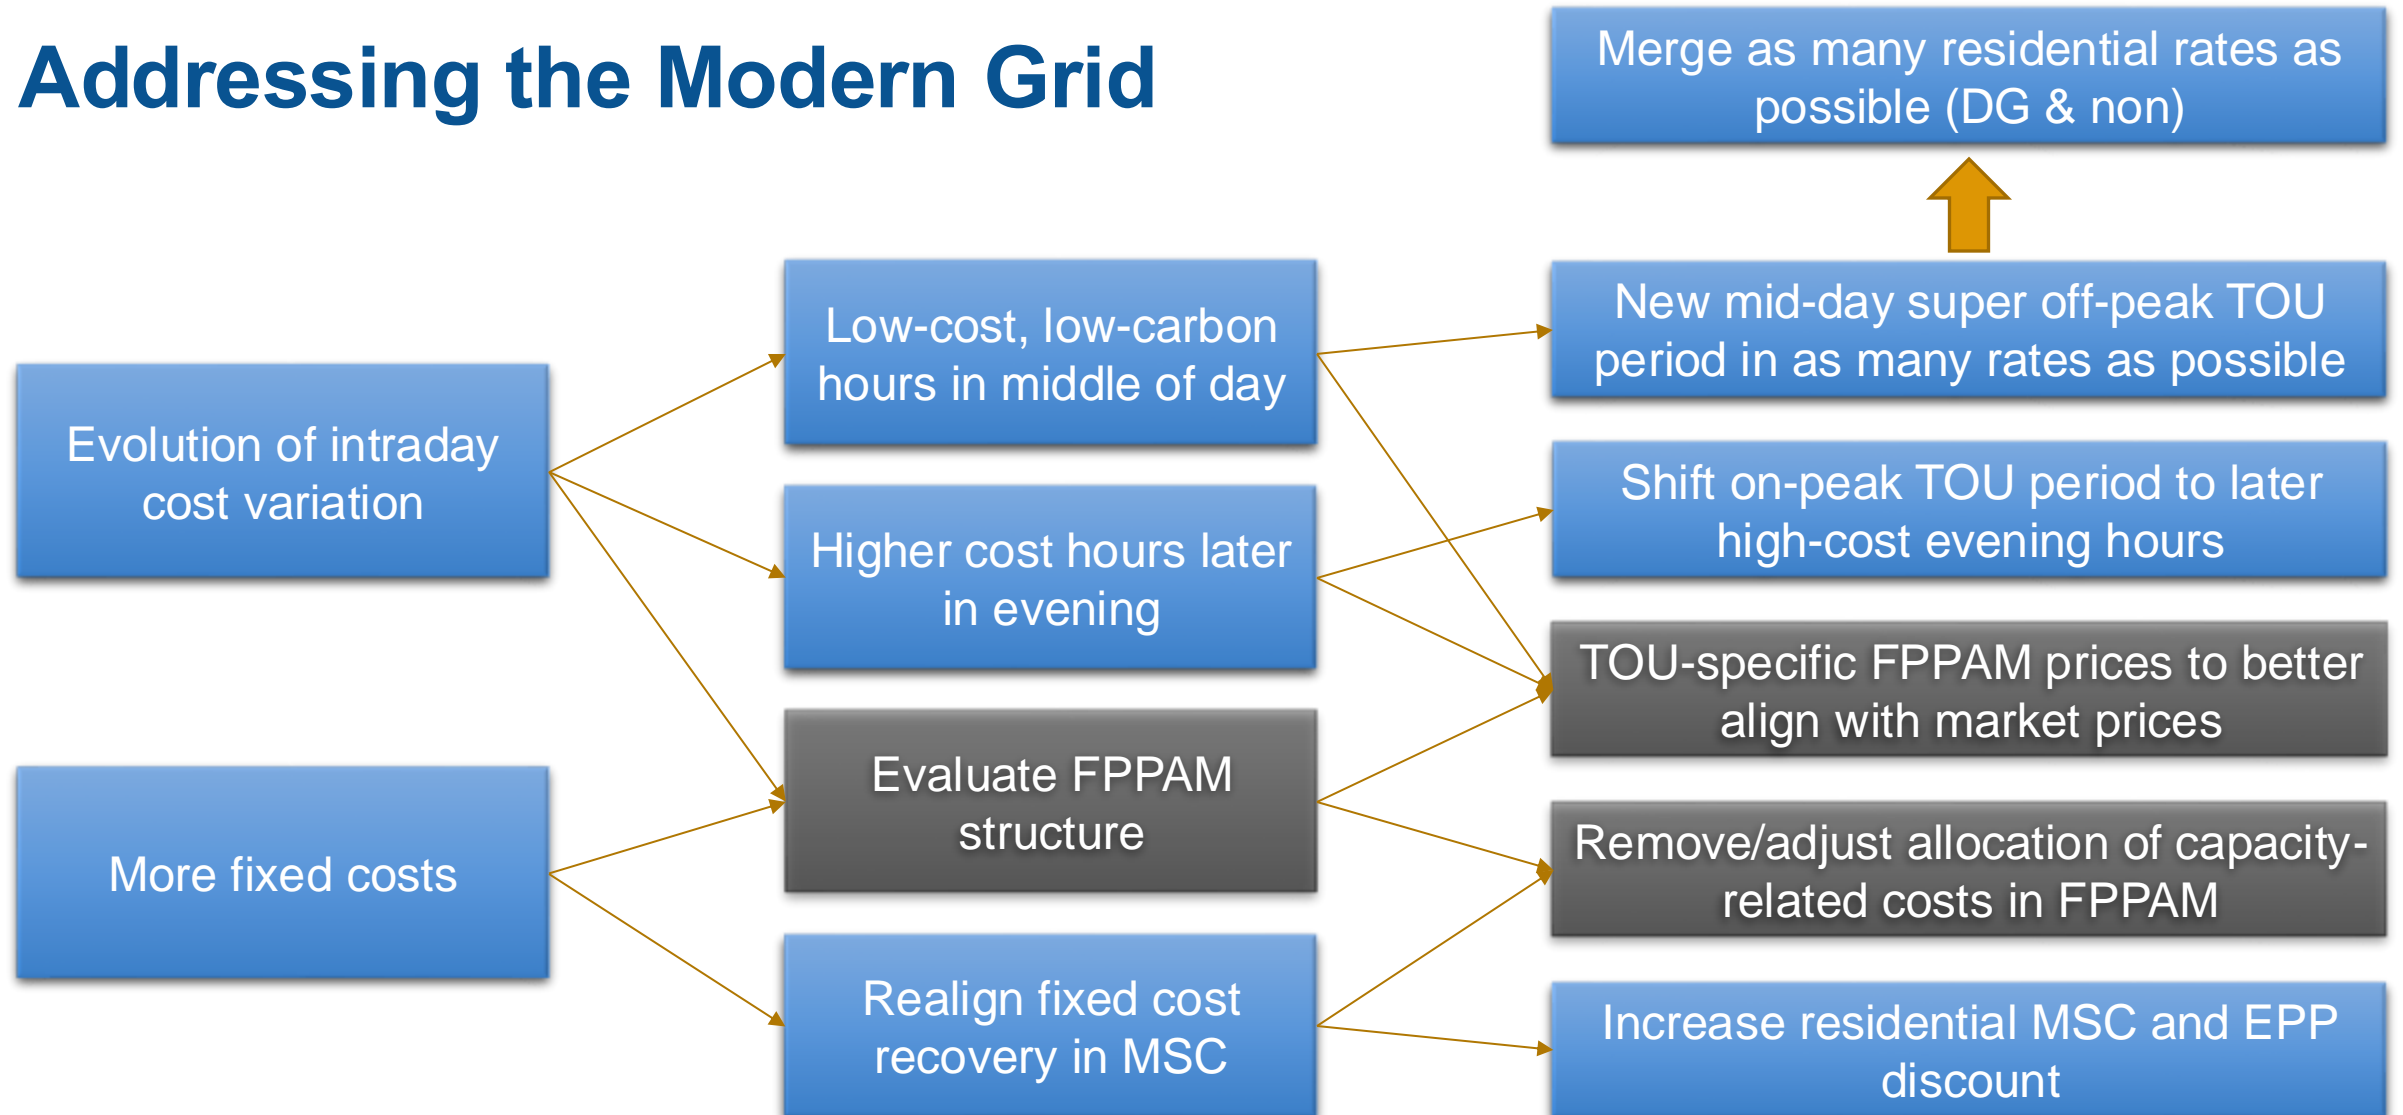 Addressing the Modern Grid
Evolution of intraday
cost variation
More fixed costs
Low-cost, low-carbon
hours in middle of day
Higher cost hours later
in evening
Evaluate FPPAM
structure
Realign fixed cost
recovery in MSC
Merge as many residential rates as
possible (DG & non)
New mid-day super off-peak TOU
period in as many rates as possible
Shift on-peak TOU period to later
high-cost evening hours
TOU-specific FPPAM prices to better
align with market prices
Remove/adjust allocation of capacity-
related costs in FPPAM
Increase residential MSC and EPP
discount